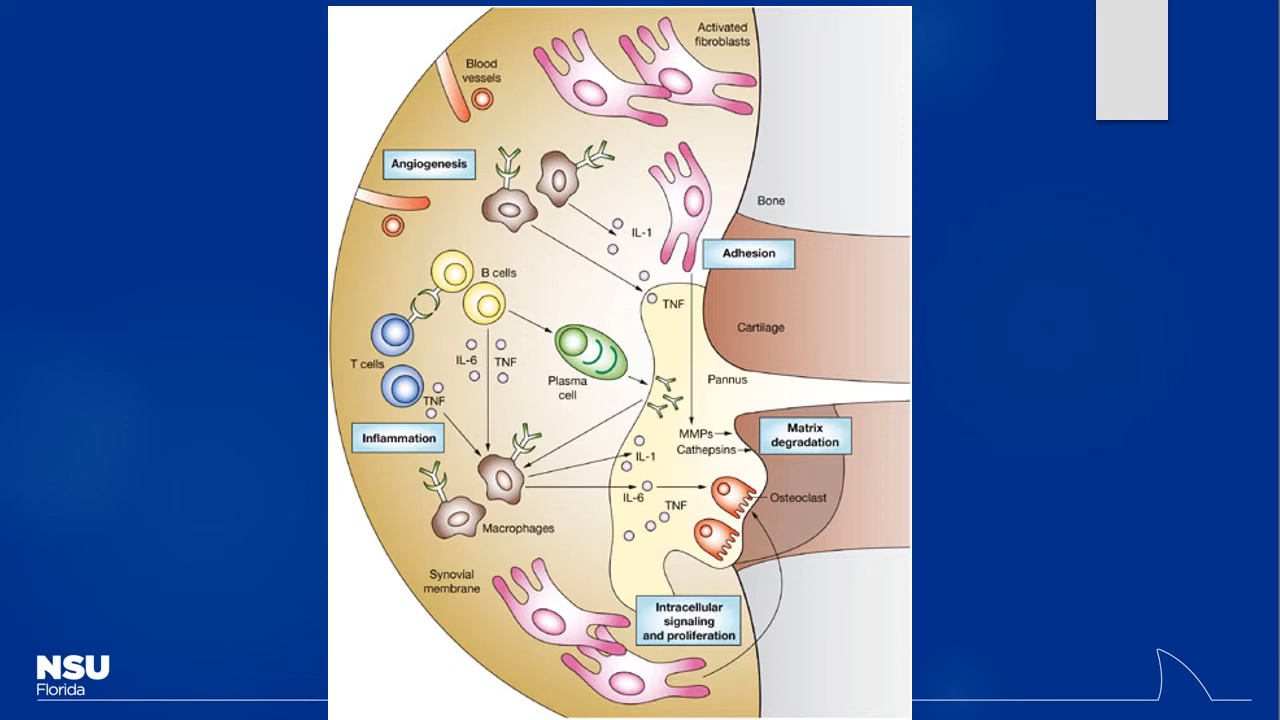 Activated
fibroblasts
Blood
vessels
Angiogenesis
Bone
IL-1
Adhesion
B cells
TNF
Cartilage
T cells
IL-6
TNF
Plasma
cell
Pannus
TNF
Inflammation
MMPs
Matrix
degradation
Cathepsins
IL-1
IL-6
TNF
Osteoclast
Macrophages
Synovial
membrane
Intracellular
signaling
and proliferation
NSU
Florida